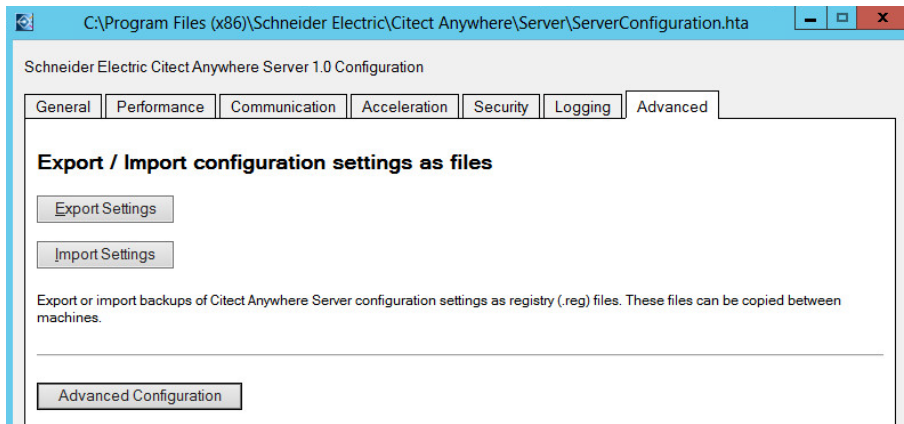 C:\Program Files (x86)\Schneider Electric\Citect Anywhere\Server\ServerConfiguration.hta
Schneider Electric Citect Anywhere Server 1.0 Configuration
General Performance Communication Acceleration Security Logging Advanced
Export / Import configuration settings as files
Export Settings
Import Settings
Export or import backups of Citect Anywhere Server configuration settings as registry (.reg) files. These files can be copied between
machines.
Advanced Configuration